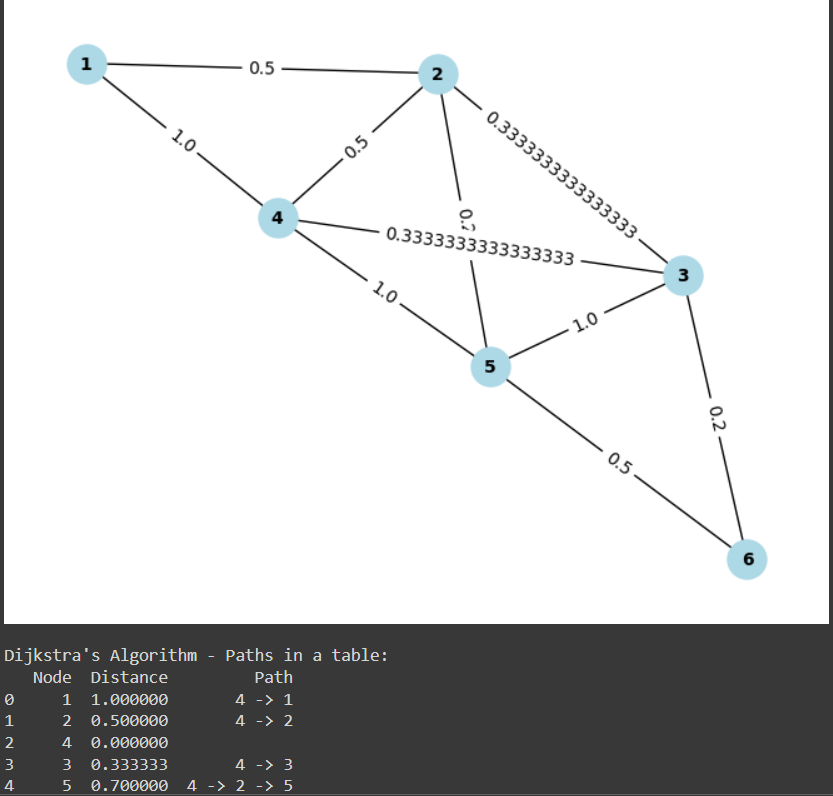 1
0.5
2
1.0
0.5
0.3333333333333333
4
0.2
0.3333333333333333
3
1.0
1.0
5
0.2
0.5
6
Dijkstra's Algorithm - Paths in a table:
Node Distance Path
0 1 1.000000 4 -> 1
1 2 0.500000 4 -> 2
2 4 0.000000
3 3 0.333333 4 -> 3
4 5 0.700000 4 -> 2 -> 5